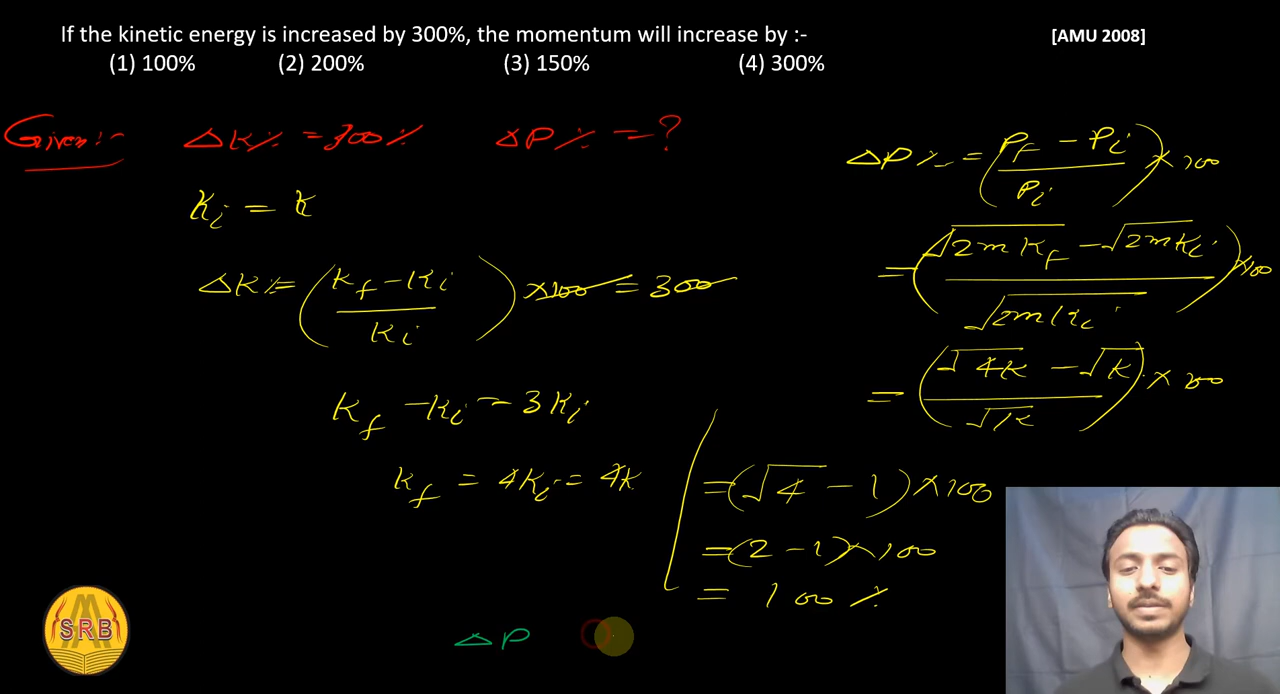 If the kinetic energy is increased by 300%, the momentum will increase by :- [AMU 2008]
(1) 100% (2) 200% (3) 150% (4) 300%
Given:- ΔK% = 300% ΔP% = ?
Ki = K
ΔK% = (Kf - Ki / Ki) × 100 = 300
Kf - Ki = 3Ki
Kf = 4Ki = 4K
ΔP% = (Pf - Pi / Pi) × 100
= (√2mKf - √2mKi / √2mKi) × 100
= (√4K - √K / √K) × 100
= (√4 - 1) × 100
= (2 - 1) × 100
= 100%
ΔP
SRB